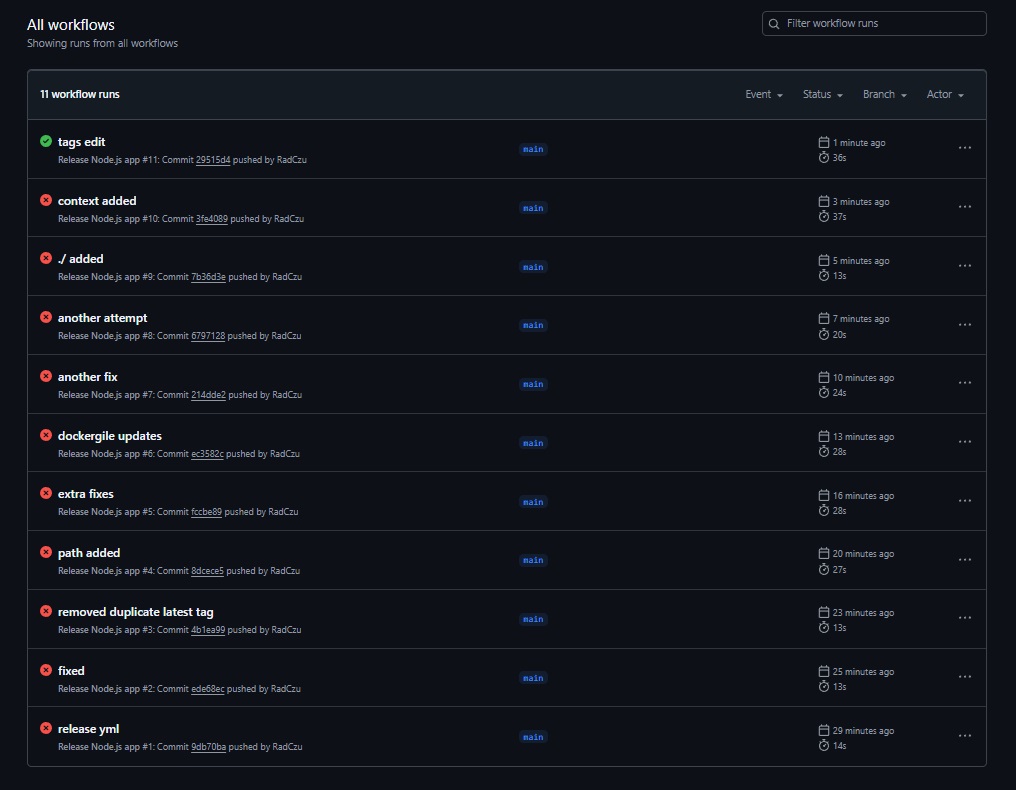 All workflows
Showing runs from all workflows
Filter workflow runs
11 workflow runs
Event
Status
Branch
Actor
tags edit
Release Node.js app #11: Commit 29515d4 pushed by RadCzu
main
1 minute ago
36s
context added
Release Node.js app #10: Commit 3fe4089 pushed by RadCzu
main
3 minutes ago
37s
./ added
Release Node.js app #9: Commit 7b36d3e pushed by RadCzu
main
5 minutes ago
13s
another attempt
Release Node.js app #8: Commit 6797128 pushed by RadCzu
main
7 minutes ago
20s
another fix
Release Node.js app #7: Commit 214dde2 pushed by RadCzu
main
10 minutes ago
24s
dockergile updates
Release Node.js app #6: Commit ec3582c pushed by RadCzu
main
13 minutes ago
28s
extra fixes
Release Node.js app #5: Commit fccbe89 pushed by RadCzu
main
16 minutes ago
28s
path added
Release Node.js app #4: Commit 8dcece5 pushed by RadCzu
main
20 minutes ago
27s
removed duplicate latest tag
Release Node.js app #3: Commit 4b1ea99 pushed by RadCzu
main
23 minutes ago
13s
fixed
Release Node.js app #2: Commit ede68ec pushed by RadCzu
main
25 minutes ago
13s
release yml
Release Node.js app #1: Commit 9db70ba pushed by RadCzu
main
29 minutes ago
14s